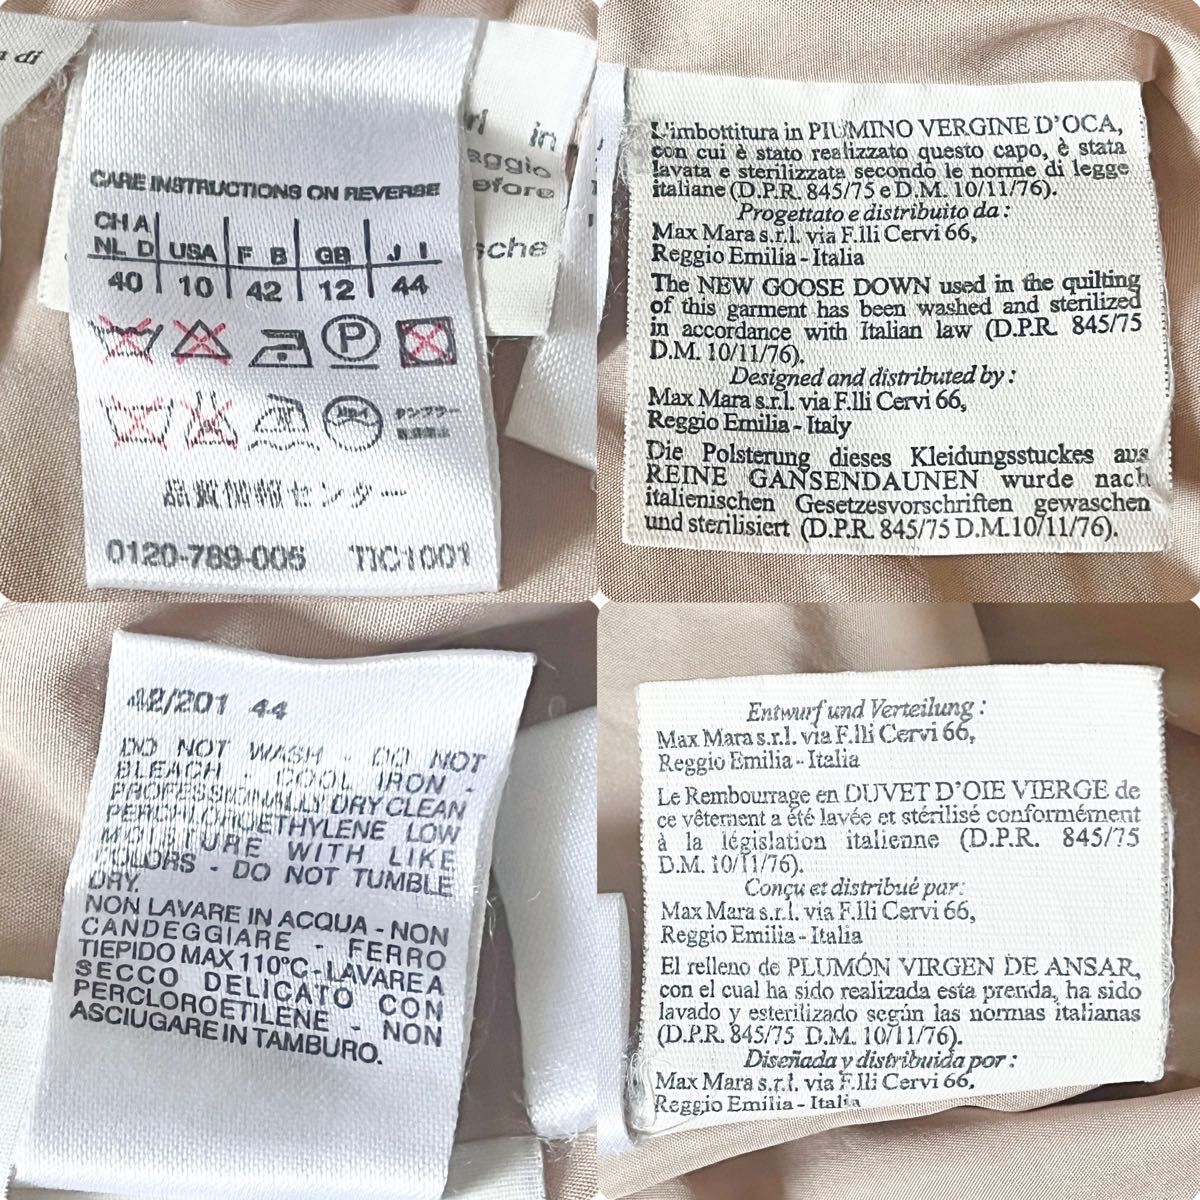 a di
rl in
aggio
efore
sche
CARE INSTRUCTIONS ON REVERSE
CH A
NL D USA F B GB J I
40 10 42 12 44
P
ドライ
タンブラー
品質情報センター
0120-789-005 TIC1001
L'imbottitura in PIUMINO VERGINE D'OCA,
con cui è stato realizzato questo capo, è stata
lavata e sterilizzata secondo le norme di legge
italiane (D.P.R. 845/75 e D.M. 10/11/76).
Progettato e distribuito da :
Max Mara s.r.l. via F.lli Cervi 66,
Reggio Emilia - Italia
The NEW GOOSE DOWN used in the quilting
of this garment has been washed and sterilized
in accordance with Italian law (D.P.R. 845/75
D.M. 10/11/76).
Designed and distributed by :
Max Mara s.r.l. via F.lli Cervi 66,
Reggio Emilia - Italy
Die Polsterung dieses Kleidungsstuckes aus
REINE GANSENDAUNEN wurde nach
italienischen Gesetzesvorschriften gewaschen
und sterilisiert (D.P.R. 845/75 D.M.10/11/76).
42/201 44
DO NOT WASH - DO NOT
BLEACH - COOL IRON -
PROFESSIONALLY DRY CLEAN
PERCHLOROETHYLENE LOW
MOISTURE WITH LIKE
COLORS - DO NOT TUMBLE
DRY.
NON LAVARE IN ACQUA - NON
CANDEGGIARE - FERRO
TIEPIDO MAX 110°C - LAVARE A
SECCO DELICATO CON
PERCLOROETILENE - NON
ASCIUGARE IN TAMBURO.
Entwurf und Verteilung :
Max Mara s.r.l. via F.lli Cervi 66,
Reggio Emilia - Italia
Le Rembourrage en DUVET D'OIE VIERGE de
ce vêtement a été lavée et stérilisé conformément
à la législation italienne (D.P.R. 845/75
D.M. 10/11/76).
Conçu et distribué par:
Max Mara s.r.l. via F.lli Cervi 66,
Reggio Emilia - Italia
El relleno de PLUMÓN VIRGEN DE ANSAR,
con el cual ha sido realizada esta prenda, ha sido
lavado y esterilizado según las normas italianas
(D.P.R. 845/75 D.M. 10/11/76).
Diseñada y distribuida por :
Max Mara s.r.l. via F.lli Cervi 66,
Reggio Emilia - Italia